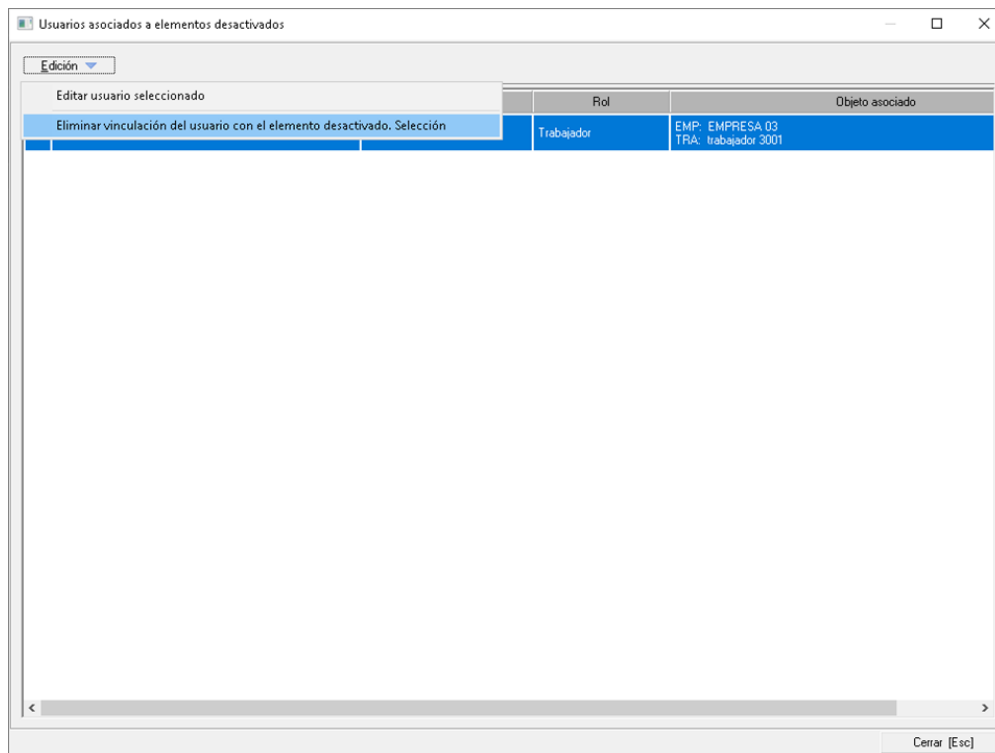 Usuarios asociados a elementos desactivados
Edición
Editar usuario seleccionado
Eliminar vinculación del usuario con el elemento desactivado. Selección
Rol
Objeto asociado
Trabajador
EMP: EMPRESA 03
TRA: trabajador 3001
Cerrar [Esc]